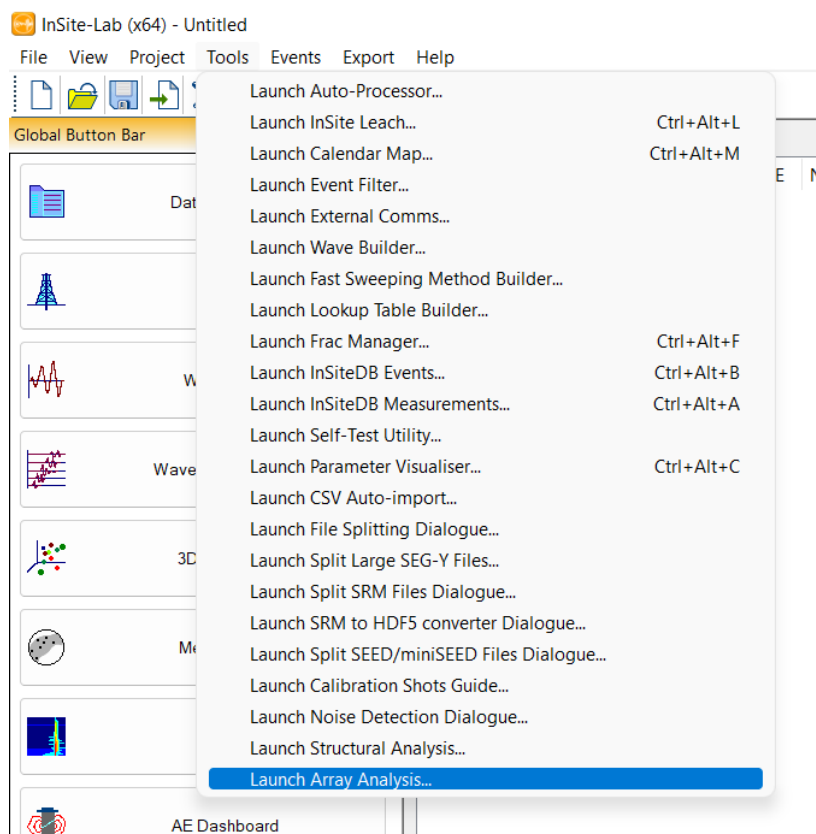 InSite-Lab (x64) - Untitled
File View Project Tools Events Export Help
Global Button Bar
Launch Auto-Processor...
Launch InSite Leach... Ctrl+Alt+L
Launch Calendar Map... Ctrl+Alt+M
Launch Event Filter...
Launch External Comms...
Launch Wave Builder...
Launch Fast Sweeping Method Builder...
Launch Lookup Table Builder...
Launch Frac Manager... Ctrl+Alt+F
Launch InSiteDB Events... Ctrl+Alt+B
Launch InSiteDB Measurements... Ctrl+Alt+A
Launch Self-Test Utility...
Launch Parameter Visualiser... Ctrl+Alt+C
Launch CSV Auto-import...
Launch File Splitting Dialogue...
Launch Split Large SEG-Y Files...
Launch Split SRM Files Dialogue...
Launch SRM to HDF5 converter Dialogue...
Launch Split SEED/miniSEED Files Dialogue...
Launch Calibration Shots Guide...
Launch Noise Detection Dialogue...
Launch Structural Analysis...
Launch Array Analysis...
Dat
W
Wave
3D
Me
AE Dashboard
E